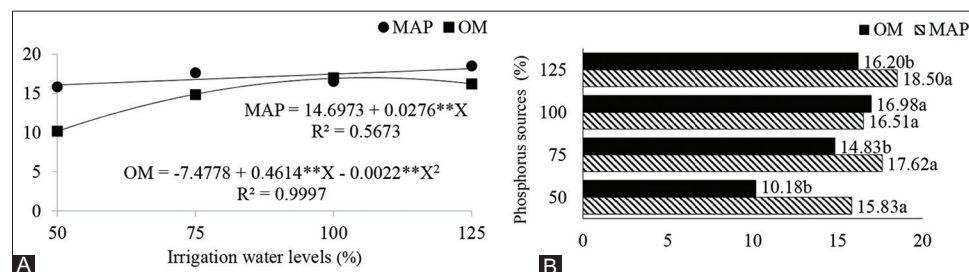 MAP OM
20
15
10
5
0
50 75 100 125
MAP = 14.6973 + 0.0276**X
R² = 0.5673
OM = -7.4778 + 0.4614**X - 0.0022**X²
R² = 0.9997
Irrigation water levels (%)
A
OM MAP
Phosphorus sources (%)
125
16.20b
18.50a
100
16.98a
16.51a
75
14.83b
17.62a
50
10.18b
15.83a
0 5 10 15 20
B